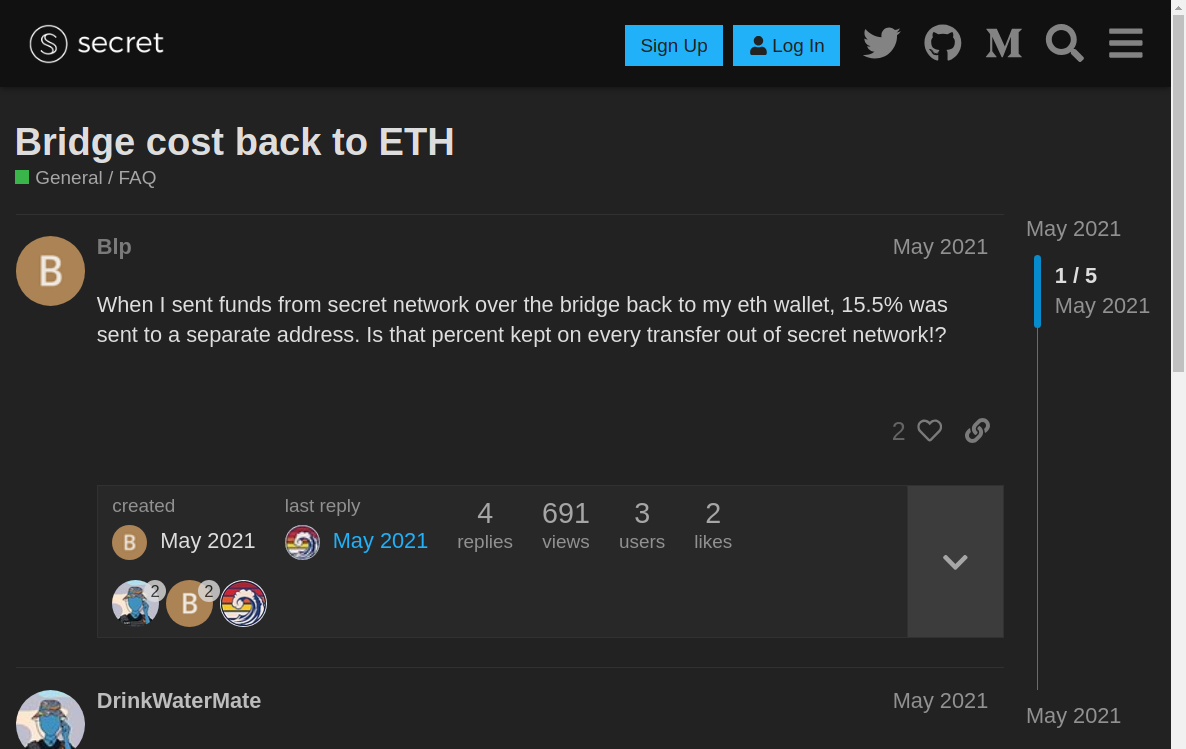 secret
Sign Up
Log In
Bridge cost back to ETH
General / FAQ
B
Blp
May 2021
When I sent funds from secret network over the bridge back to my eth wallet, 15.5% was
sent to a separate address. Is that percent kept on every transfer out of secret network!?
2
created
B
May 2021
last reply
May 2021
4
replies
691
views
3
users
2
likes
2
B
2
DrinkWaterMate
May 2021
May 2021
1 / 5
May 2021
May 2021